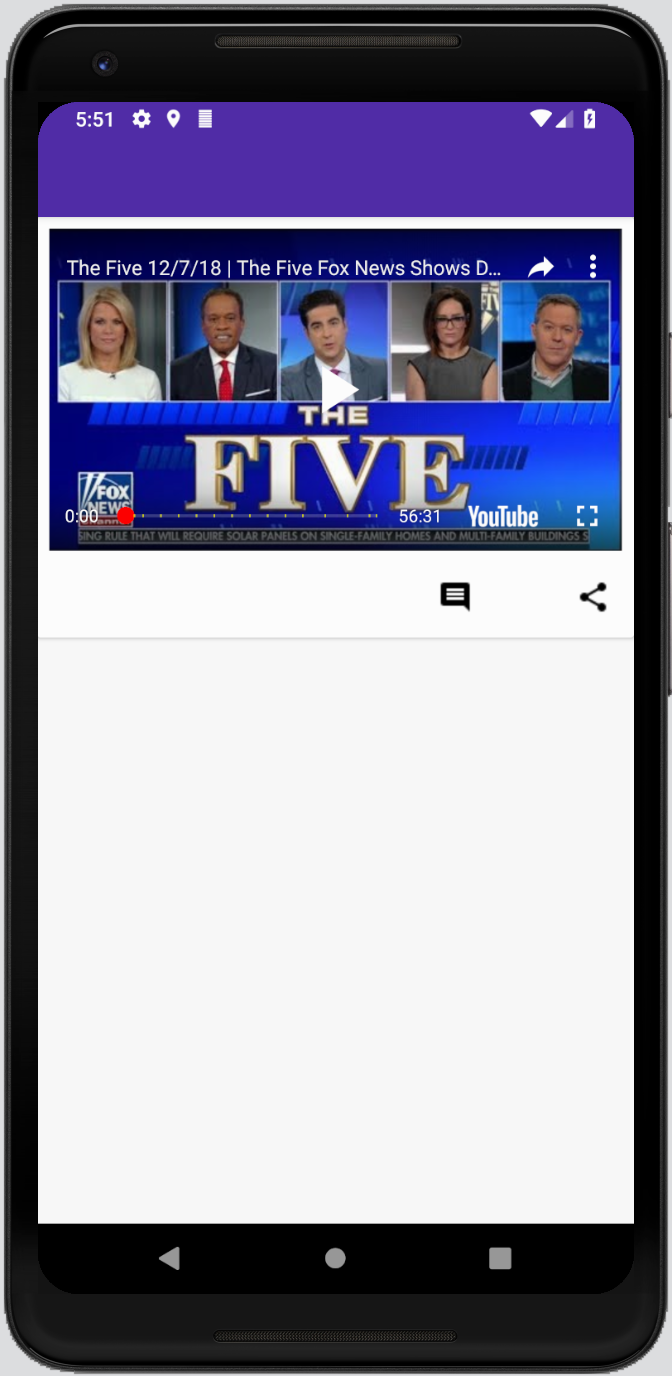 5:51
The Five 12/7/18 | The Five Fox News Shows D...
THE
FIVE
FOX
NEWS
channel
0:00
56:31
YouTube
SING RULE THAT WILL REQUIRE SOLAR PANELS ON SINGLE-FAMILY HOMES AND MULTI-FAMILY BUILDINGS S